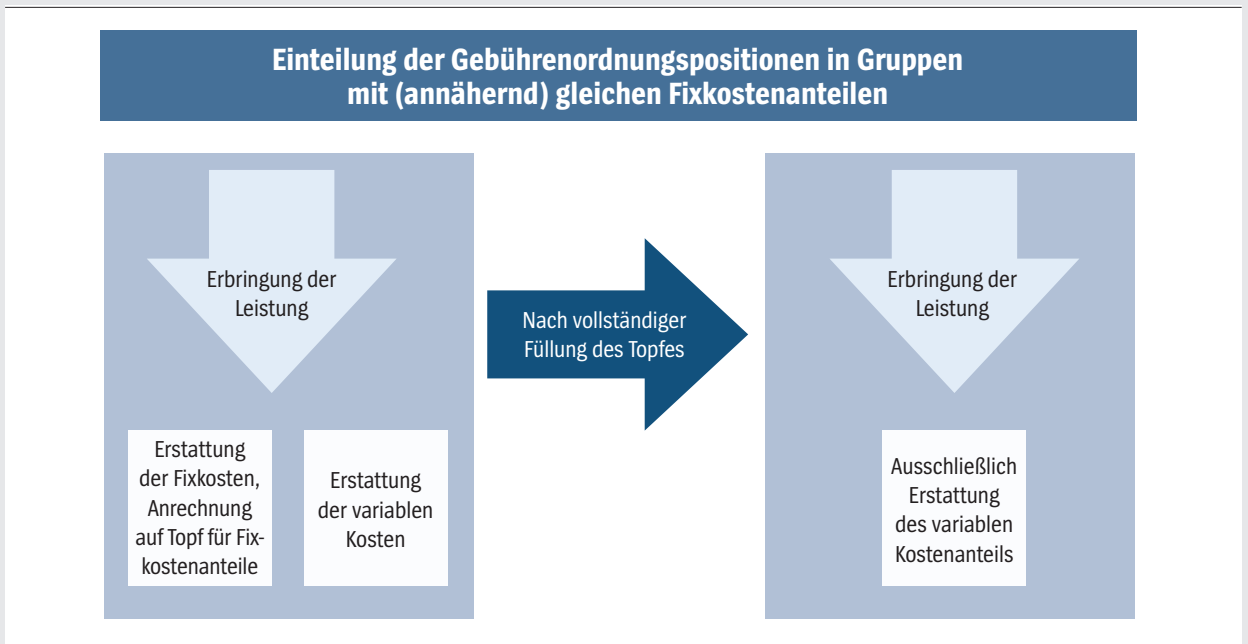 Einteilung der Gebührenordnungspositionen in Gruppen
mit (annähernd) gleichen Fixkostenanteilen
Erbringung der
Leistung
Erstattung
der Fixkosten,
Anrechnung
auf Topf für Fix-
kostenanteile
Erstattung
der variablen
Kosten
Nach vollständiger
Füllung des Topfes
Erbringung der
Leistung
Ausschließlich
Erstattung
des variablen
Kostenanteils